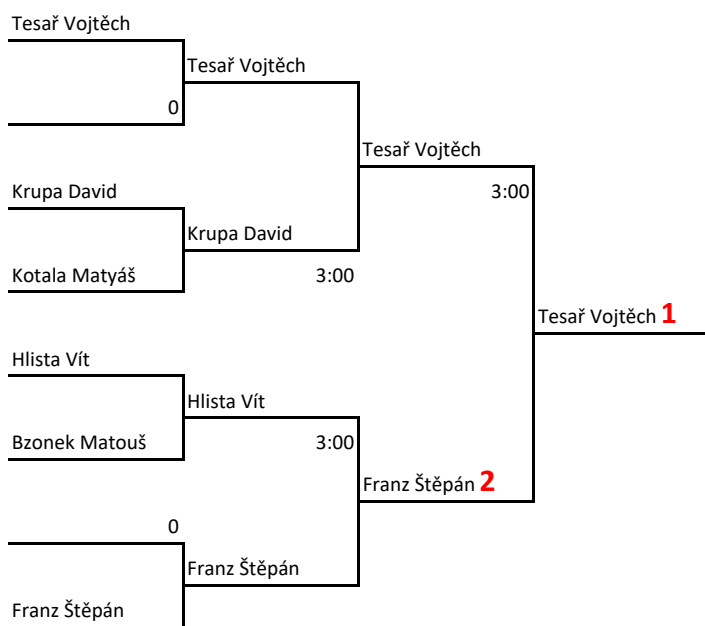 Tesař Vojtěch
Tesař Vojtěch
0
Tesař Vojtěch
Krupa David
3:00
Krupa David
Kotala Matyáš
3:00
Tesař Vojtěch 1
Hlista Vít
Hlista Vít
Bzonek Matouš
3:00
Franz Štěpán 2
0
Franz Štěpán
Franz Štěpán